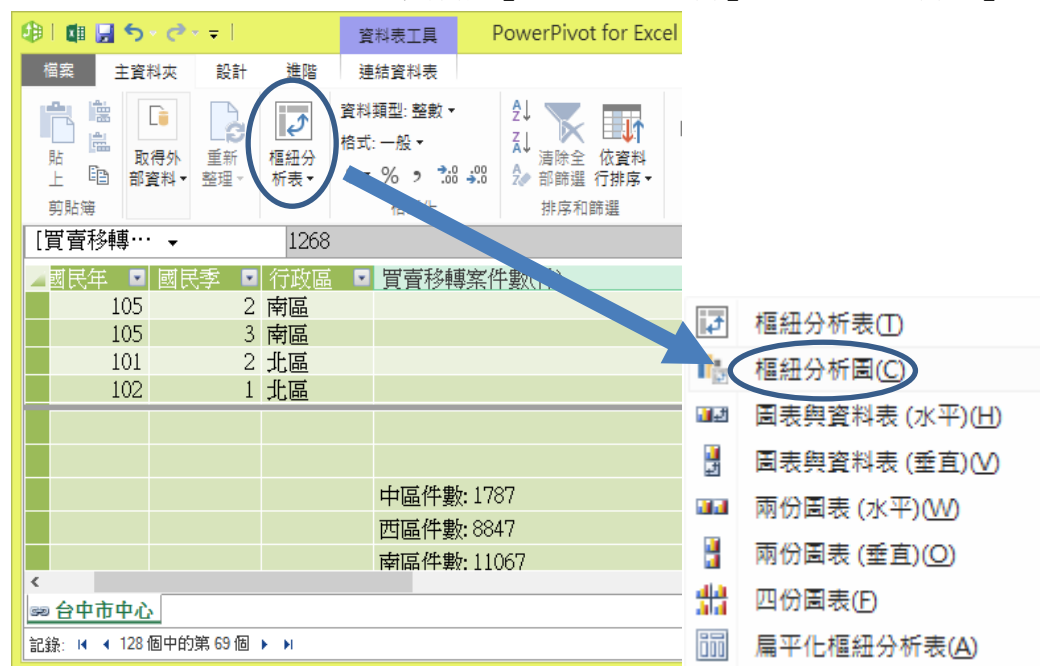 資料表工具 PowerPivot for Excel
檔案 主資料夾 設計 進階 連結資料表
貼上
取得外部資料
重新整理
樞紐分析表
資料類型: 整數
格式: 一般
% ,
清除全部篩選
依資料行排序
剪貼簿
排序和篩選
[買賣移轉… 1268
國民年 國民季 行政區 買賣移轉案件數(件)
105 2 南區
105 3 南區
101 2 北區
102 1 北區
中區件數: 1787
西區件數: 8847
南區件數: 11067
台中市中心
記錄: 128 個中的第 69 個
樞紐分析表(T)
樞紐分析圖(C)
圖表與資料表 (水平)(H)
圖表與資料表 (垂直)(V)
兩份圖表 (水平)(W)
兩份圖表 (垂直)(O)
四份圖表(F)
扁平化樞紐分析表(A)